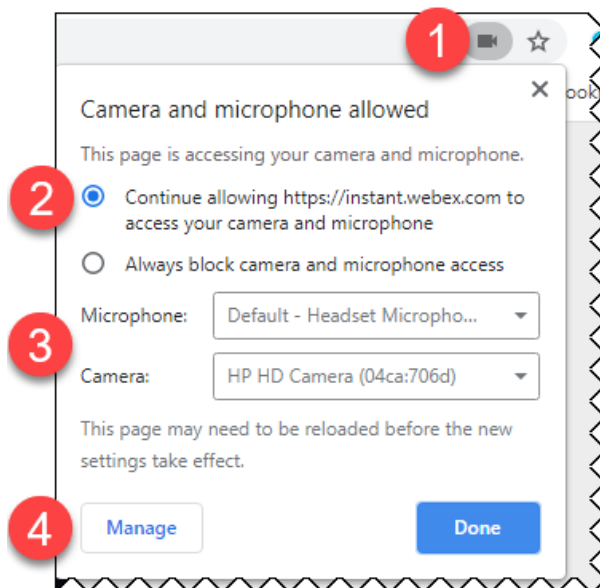 1
ook
Camera and microphone allowed
This page is accessing your camera and microphone.
2
Continue allowing https://instant.webex.com to
access your camera and microphone
Always block camera and microphone access
3
Microphone: Default - Headset Micropho...
Camera: HP HD Camera (04ca:706d)
This page may need to be reloaded before the new
settings take effect.
4
Manage Done